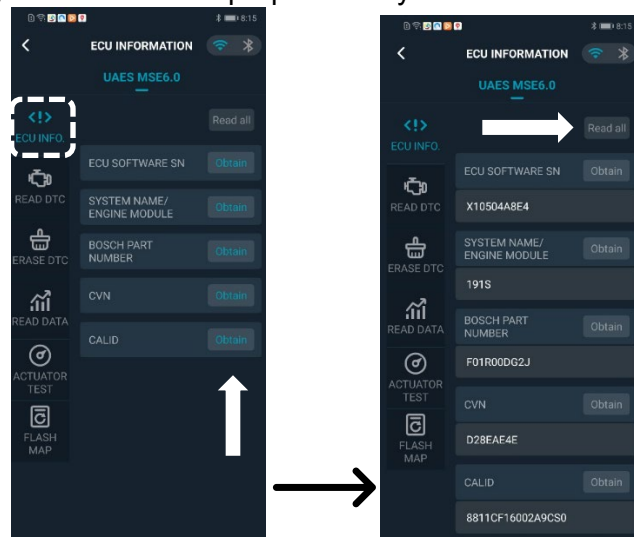 8:15
ECU INFORMATION
UAES MSE6.0
<!>
ECU INFO.
Read all
ECU SOFTWARE SN
Obtain
READ DTC
SYSTEM NAME/
ENGINE MODULE
Obtain
ERASE DTC
BOSCH PART
NUMBER
Obtain
READ DATA
CVN
Obtain
CALID
Obtain
ACTUATOR
TEST
FLASH
MAP
8:15
ECU INFORMATION
UAES MSE6.0
<!>
ECU INFO.
Read all
ECU SOFTWARE SN
Obtain
READ DTC
X10504A8E4
SYSTEM NAME/
ENGINE MODULE
Obtain
ERASE DTC
191S
BOSCH PART
NUMBER
Obtain
READ DATA
F01R00DG2J
ACTUATOR
TEST
CVN
Obtain
D28EAE4E
FLASH
MAP
CALID
Obtain
8811CF16002A9CS0